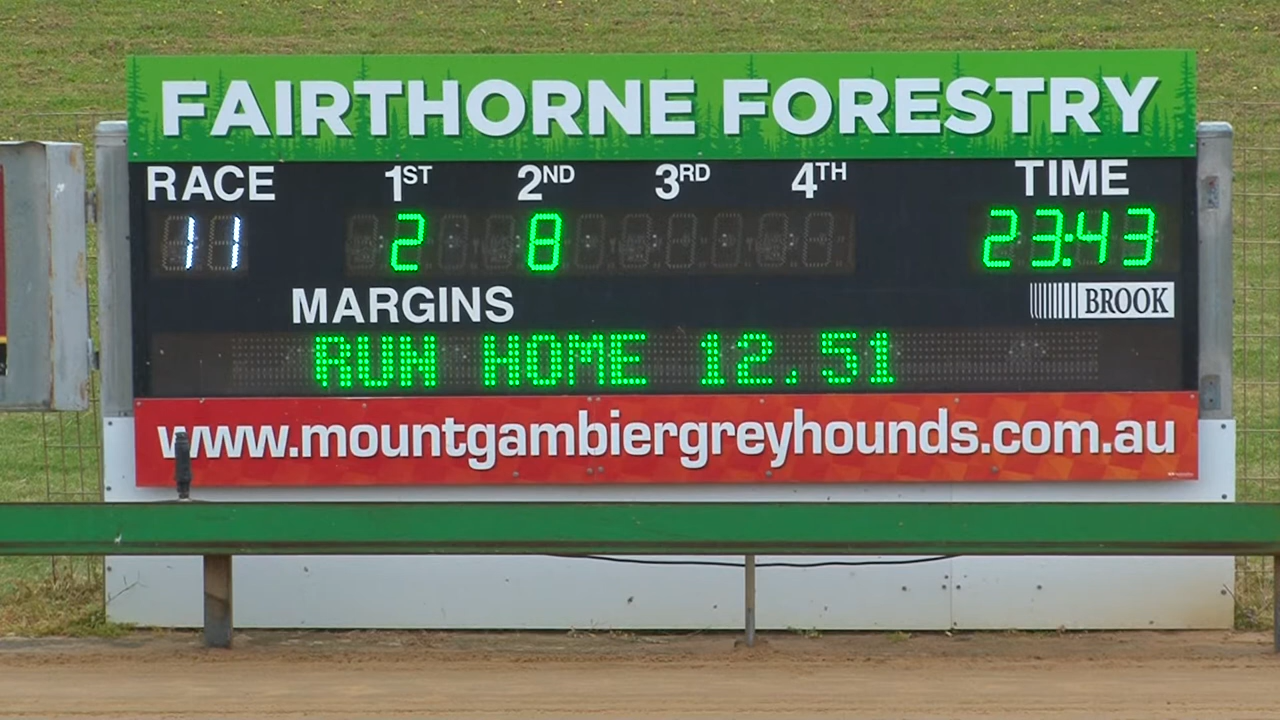 FAIRTHORNE FORESTRY
RACE 1ST 2ND 3RD 4TH TIME
11 2 8 23:43
MARGINS BROOK
RUN HOME 12.51
www.mountgambiergreyhounds.com.au